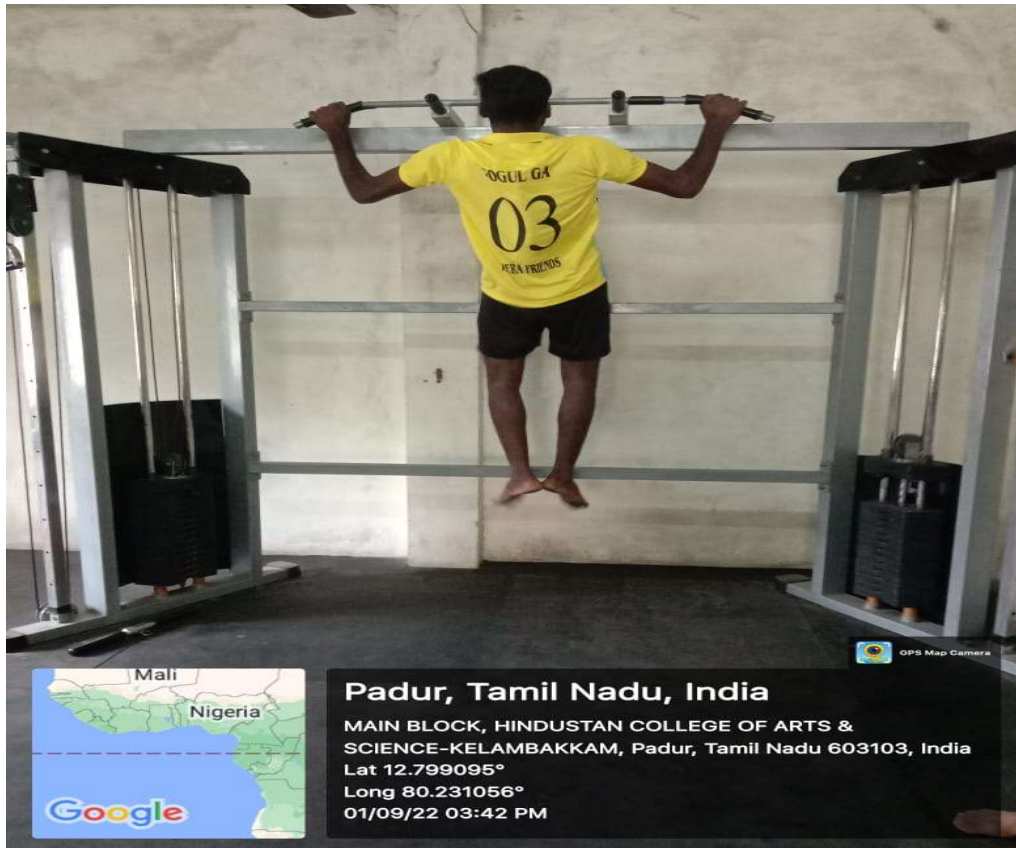 OGUL GA
03
ERA FRIENDS
GPS Map Camera
Mali
Nigeria
Google
Padur, Tamil Nadu, India
MAIN BLOCK, HINDUSTAN COLLEGE OF ARTS &
SCIENCE-KELAMBAKKAM, Padur, Tamil Nadu 603103, India
Lat 12.799095°
Long 80.231056°
01/09/22 03:42 PM